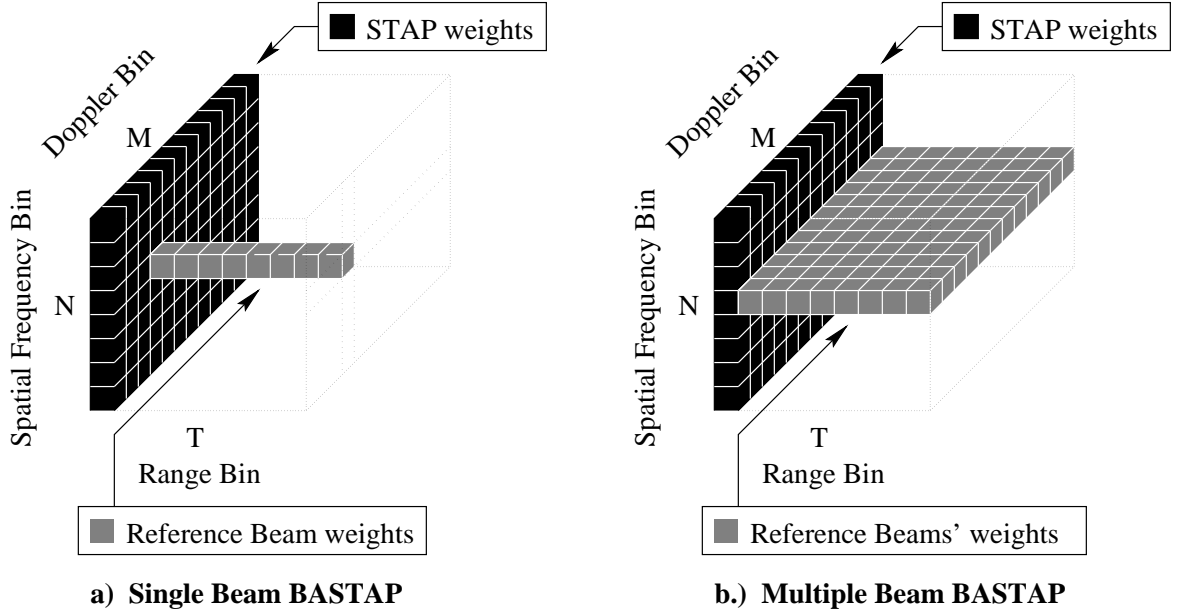 STAP weights
Doppler Bin
M
Spatial Frequency Bin
N
T
Range Bin
Reference Beam weights
a) Single Beam BASTAP
STAP weights
Doppler Bin
M
Spatial Frequency Bin
N
T
Range Bin
Reference Beams' weights
b.) Multiple Beam BASTAP